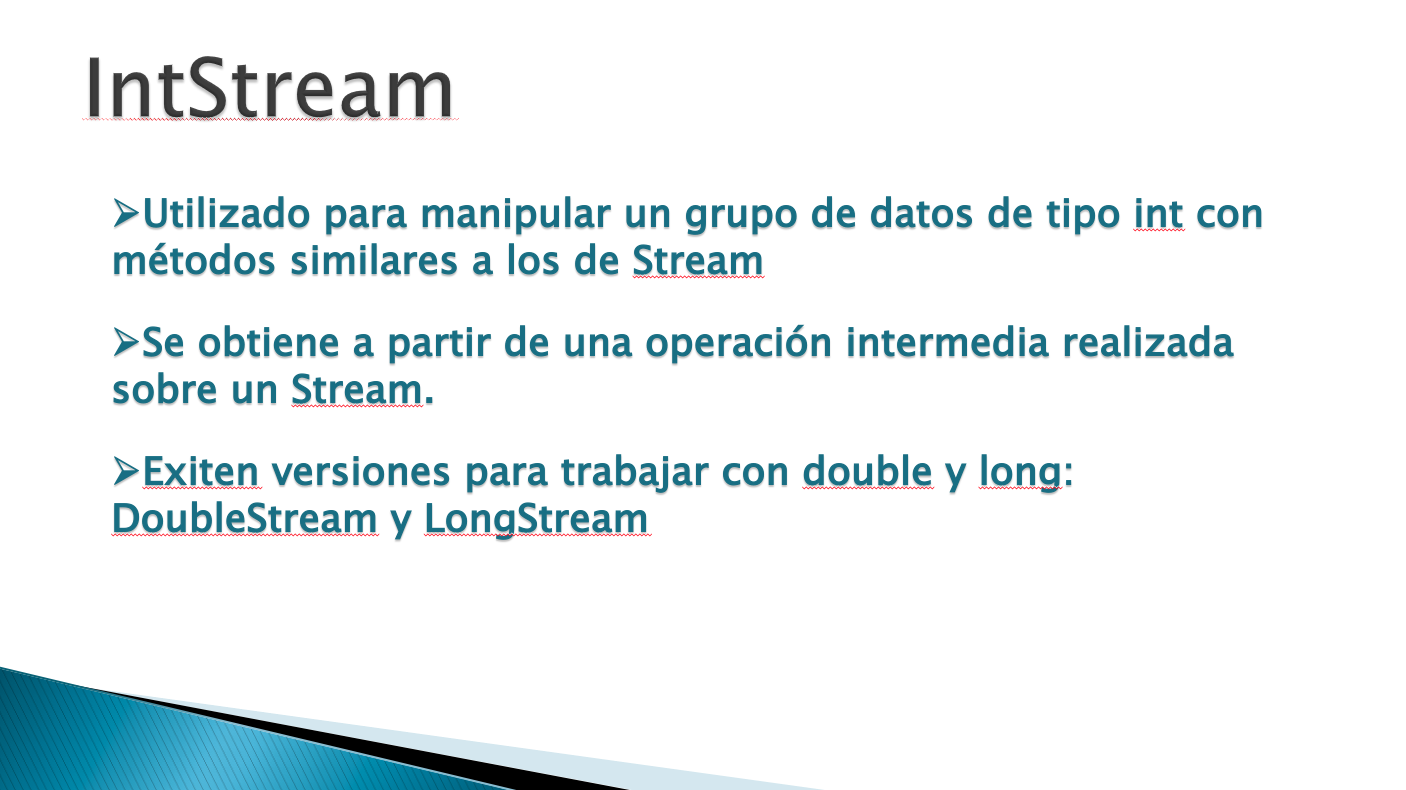 IntStream
➢Utilizado para manipular un grupo de datos de tipo int con
métodos similares a los de Stream
➢Se obtiene a partir de una operación intermedia realizada
sobre un Stream.
➢Exiten versiones para trabajar con double y long:
DoubleStream y LongStream